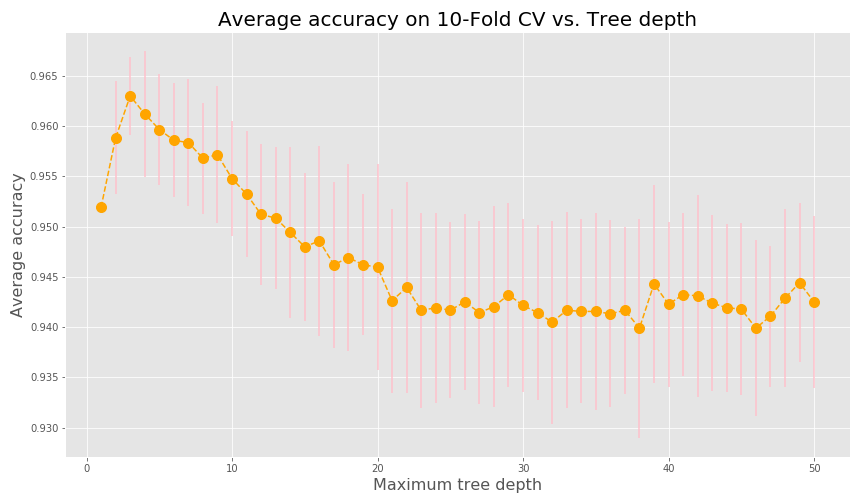 Average accuracy on 10-Fold CV vs. Tree depth
Average accuracy
0.965
0.960
0.955
0.950
0.945
0.940
0.935
0.930
0 10 20 30 40 50
Maximum tree depth